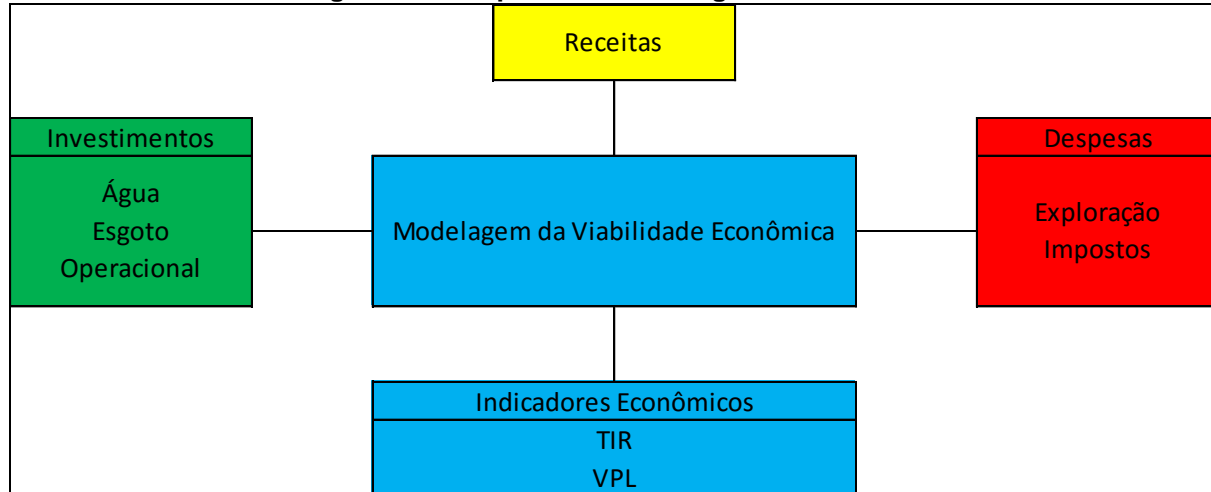 Receitas
Investimentos
Água
Esgoto
Operacional
Modelagem da Viabilidade Econômica
Despesas
Exploração
Impostos
Indicadores Econômicos
TIR
VPL